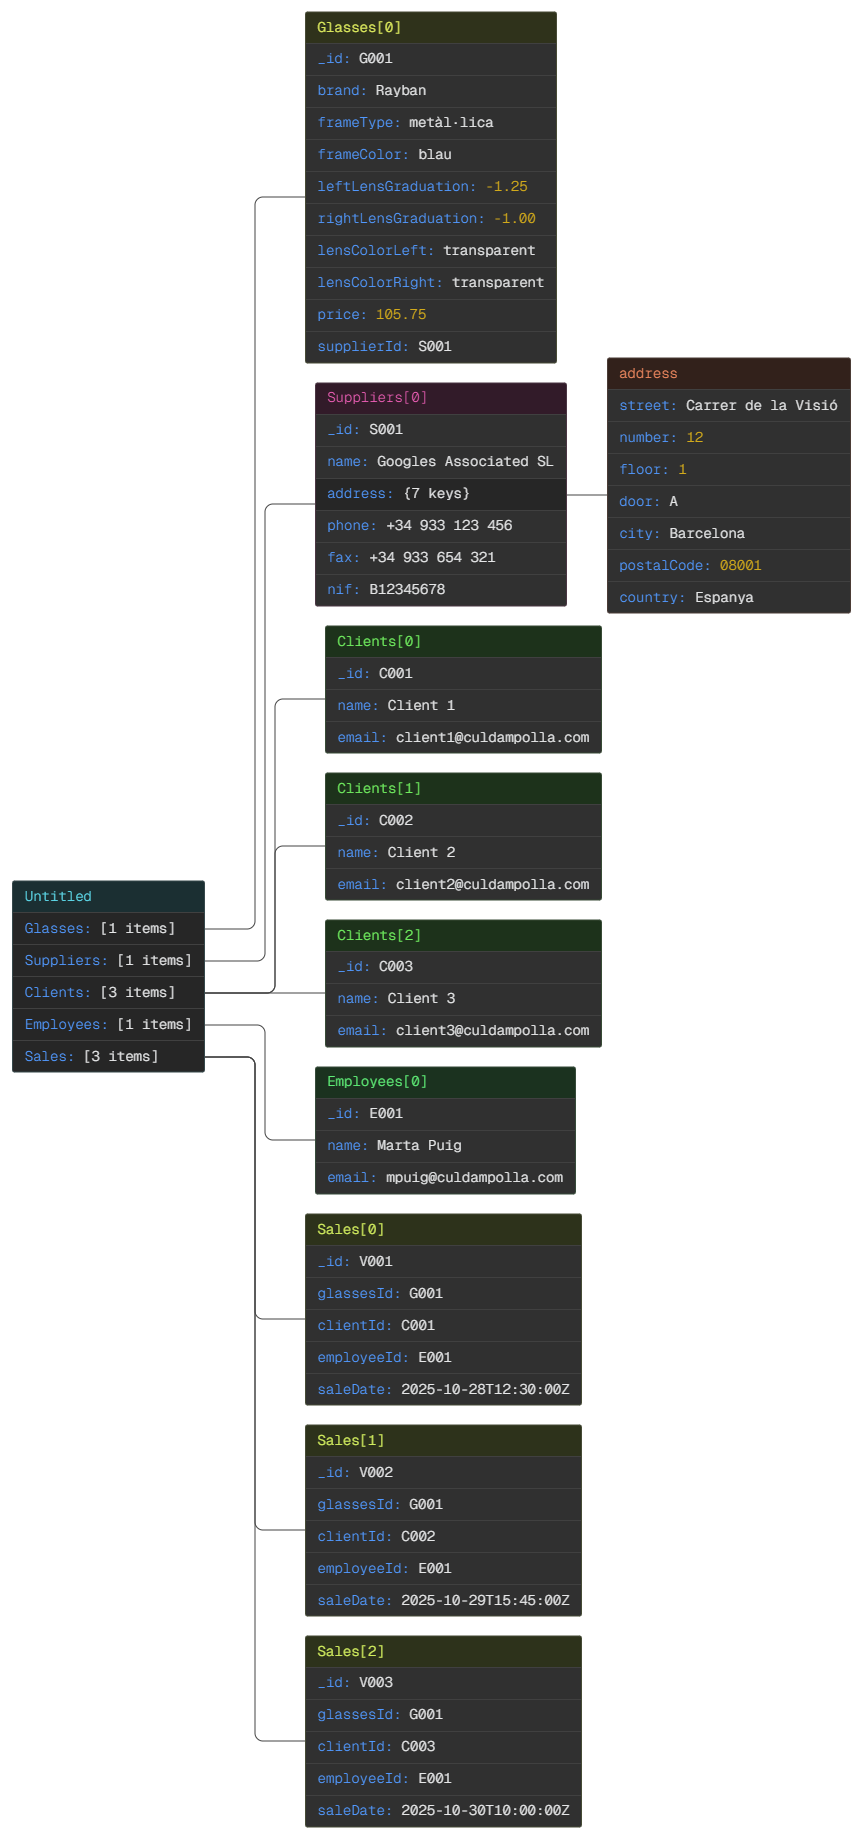 Glasses[0]
_id: G001
brand: Rayban
frameType: metàl·lica
frameColor: blau
leftLensGraduation: -1.25
rightLensGraduation: -1.00
lensColorLeft: transparent
lensColorRight: transparent
price: 105.75
supplierId: S001
Suppliers[0]
_id: S001
name: Googles Associated SL
address: {7 keys}
phone: +34 933 123 456
fax: +34 933 654 321
nif: B12345678
address
street: Carrer de la Visió
number: 12
floor: 1
door: A
city: Barcelona
postalCode: 08001
country: Espanya
Clients[0]
_id: C001
name: Client 1
email: client1@culdampolla.com
Clients[1]
_id: C002
name: Client 2
email: client2@culdampolla.com
Untitled
Glasses: [1 items]
Suppliers: [1 items]
Clients: [3 items]
Employees: [1 items]
Sales: [3 items]
Clients[2]
_id: C003
name: Client 3
email: client3@culdampolla.com
Employees[0]
_id: E001
name: Marta Puig
email: mpuig@culdampolla.com
Sales[0]
_id: V001
glassesId: G001
clientId: C001
employeeId: E001
saleDate: 2025-10-28T12:30:00Z
Sales[1]
_id: V002
glassesId: G001
clientId: C002
employeeId: E001
saleDate: 2025-10-29T15:45:00Z
Sales[2]
_id: V003
glassesId: G001
clientId: C003
employeeId: E001
saleDate: 2025-10-30T10:00:00Z